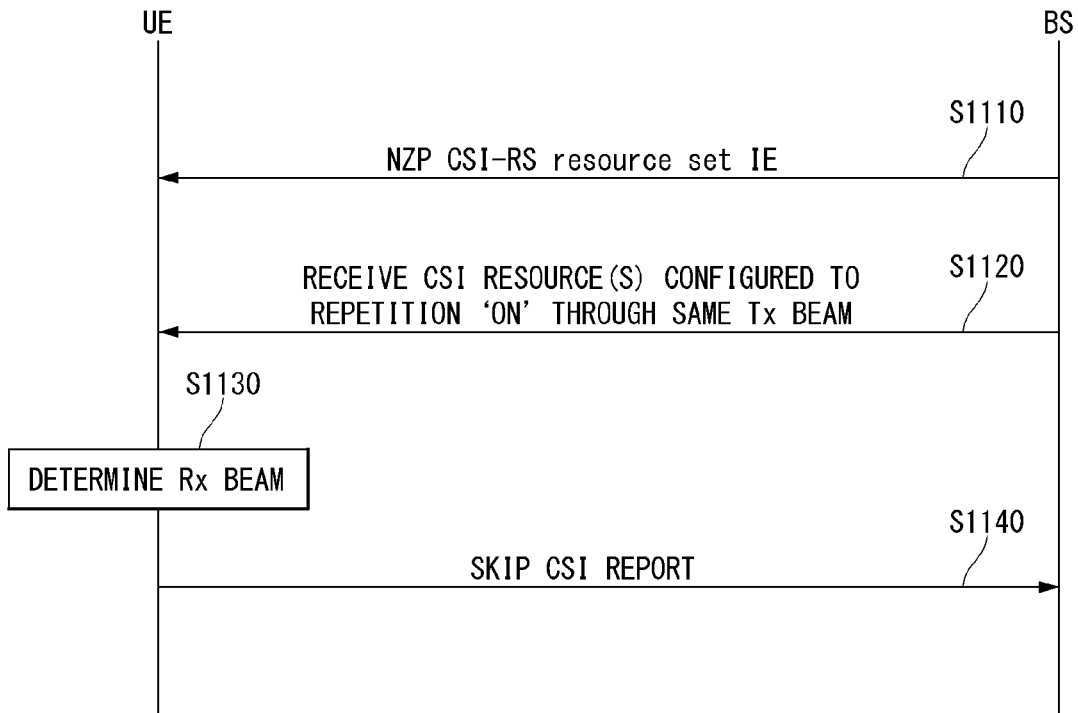 UE
BS
S1110
NZP CSI-RS resource set IE
RECEIVE CSI RESOURCE(S) CONFIGURED TO
REPETITION ‘ON’ THROUGH SAME Tx BEAM
S1120
S1130
DETERMINE Rx BEAM
S1140
SKIP CSI REPORT